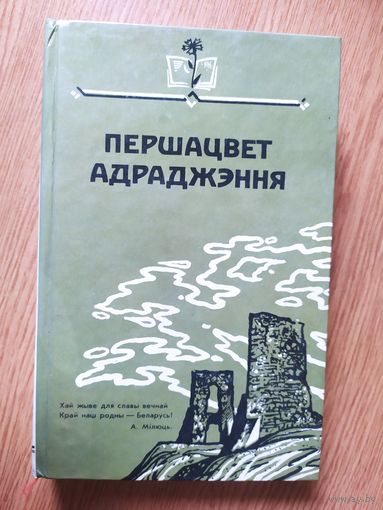 ПЕРШАЦВЕТ
АДРАДЖЭННЯ
Хай жыве для славы вечнай
Край наш родны — Беларусь!
А. Мілюць.